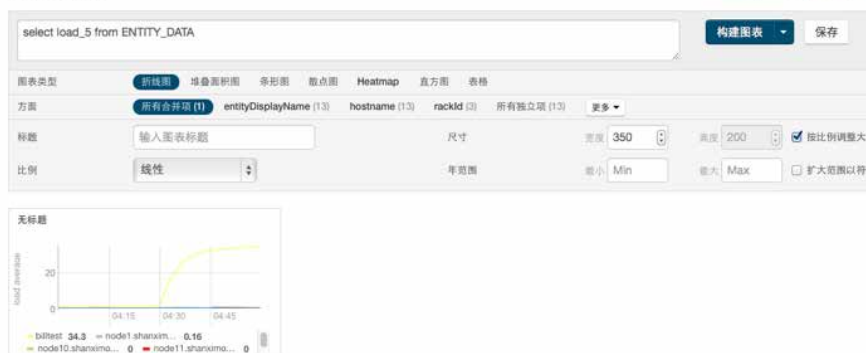 select load_5 from ENTITY_DATA
构建图表 保存
图表类型 折线图 堆叠面积图 条形图 散点图 Heatmap 直方图 表格
方面 所有合并项 (1) entityDisplayName (13) hostname (13) rackId (3) 所有独立项 (13) 更多
标题 输入图表标题 尺寸 宽度 350 高度 200 按比例调整大
比例 线性 年范围 最小 Min 最大 Max 扩大范围以符
无标题
load average
20
0
04:15 04:30 04:45
billtest 34.3 node1.shanxim... 0.16
node10.shanximo... 0 node11.shanximo... 0